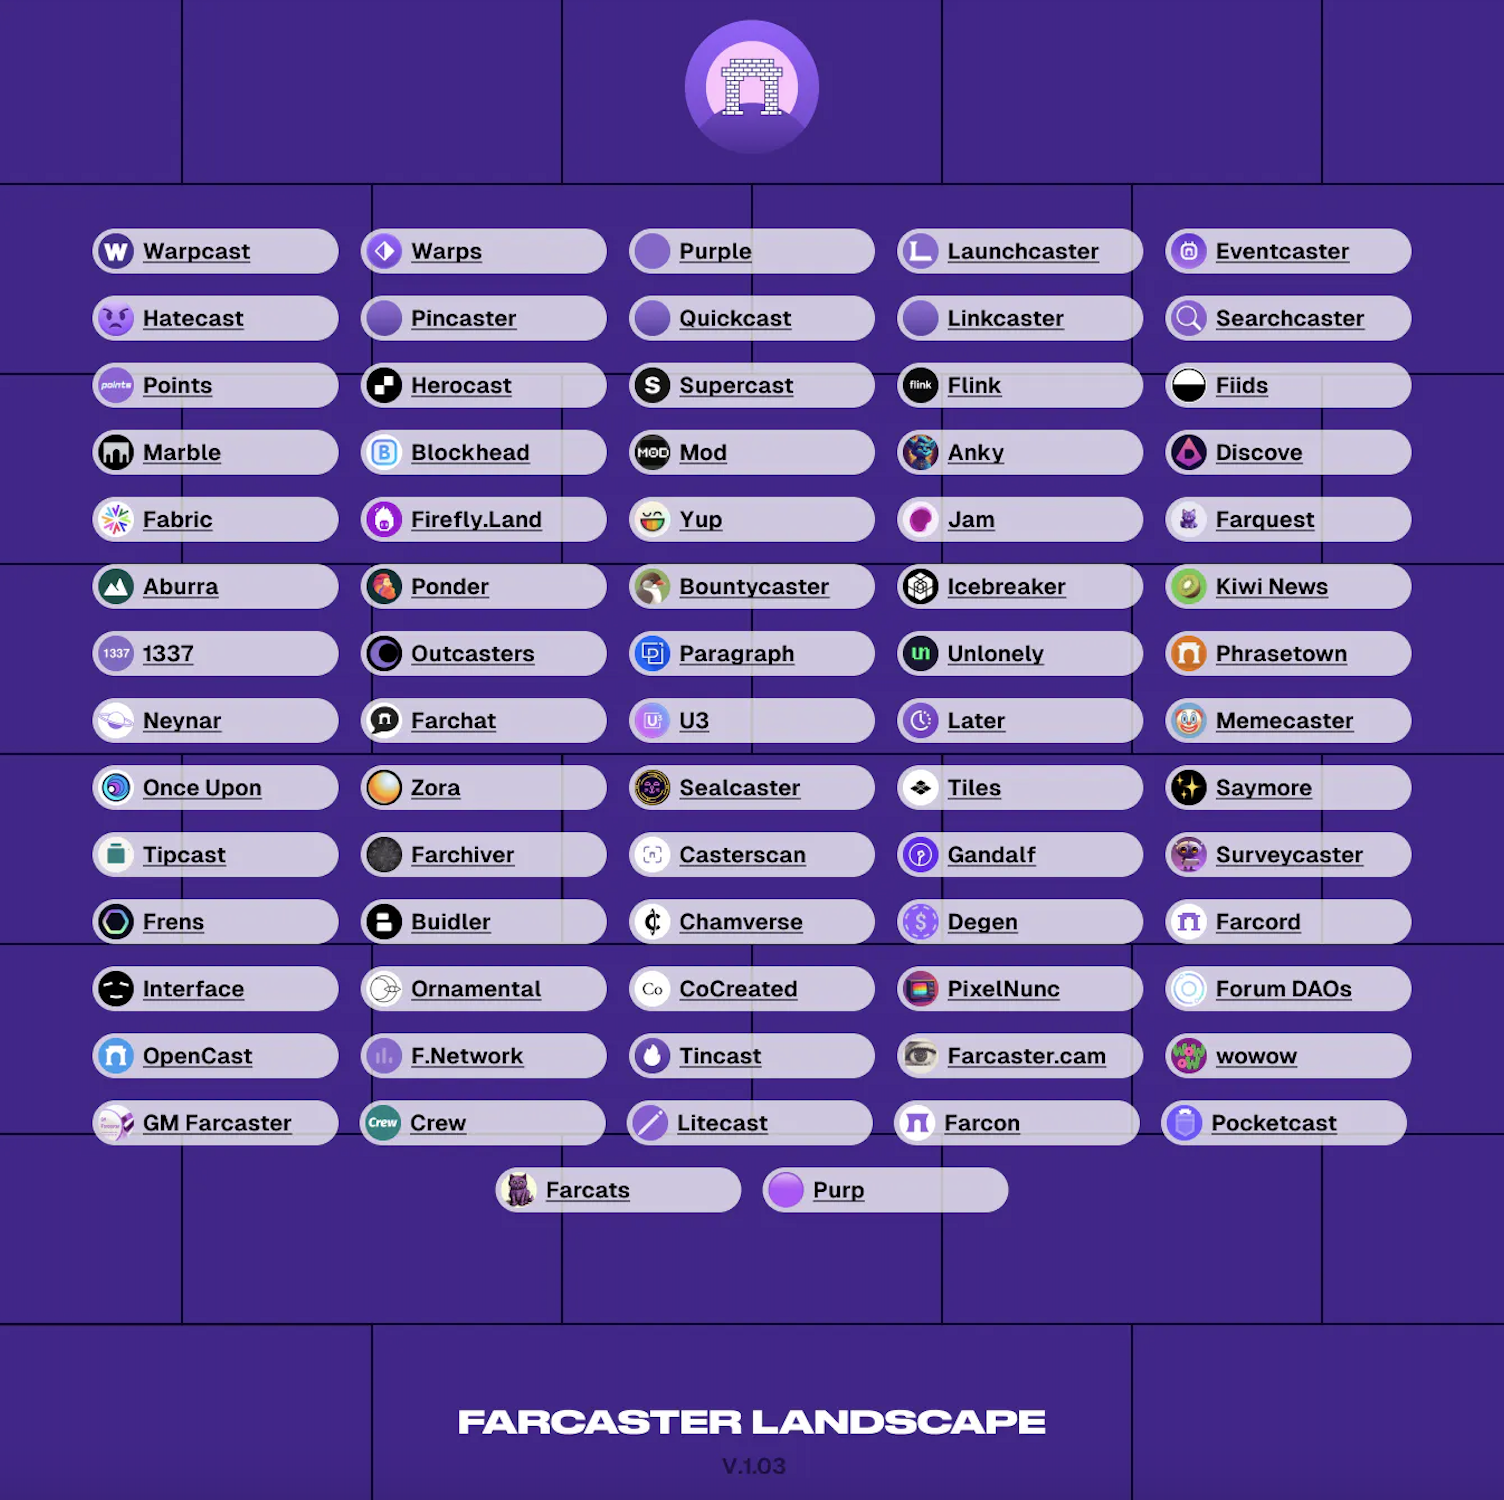 Warpcast
Warps
Purple
Launchcaster
Eventcaster
Hatecast
Pincaster
Quickcast
Linkcaster
Searchcaster
points Points
Herocast
Supercast
flink Flink
Fiids
Marble
Blockhead
MOD Mod
Anky
Discove
Fabric
Firefly.Land
Yup
Jam
Farquest
Aburra
Ponder
Bountycaster
Icebreaker
Kiwi News
1337 1337
Outcasters
Paragraph
un Unlonely
Phrasetown
Neynar
Farchat
U3 U3
Later
Memecaster
Once Upon
Zora
Sealcaster
Tiles
Saymore
Tipcast
Farchiver
Casterscan
Gandalf
Surveycaster
Frens
Buidler
Chamverse
Degen
Farcord
Interface
Ornamental
Co CoCreated
PixelNunc
Forum DAOs
OpenCast
F.Network
Tincast
Farcaster.cam
WOW OW wowow
GM Farcaster
Crew Crew
Litecast
Farcon
Pocketcast
Farcats
Purp
FARCASTER LANDSCAPE
V.1.03